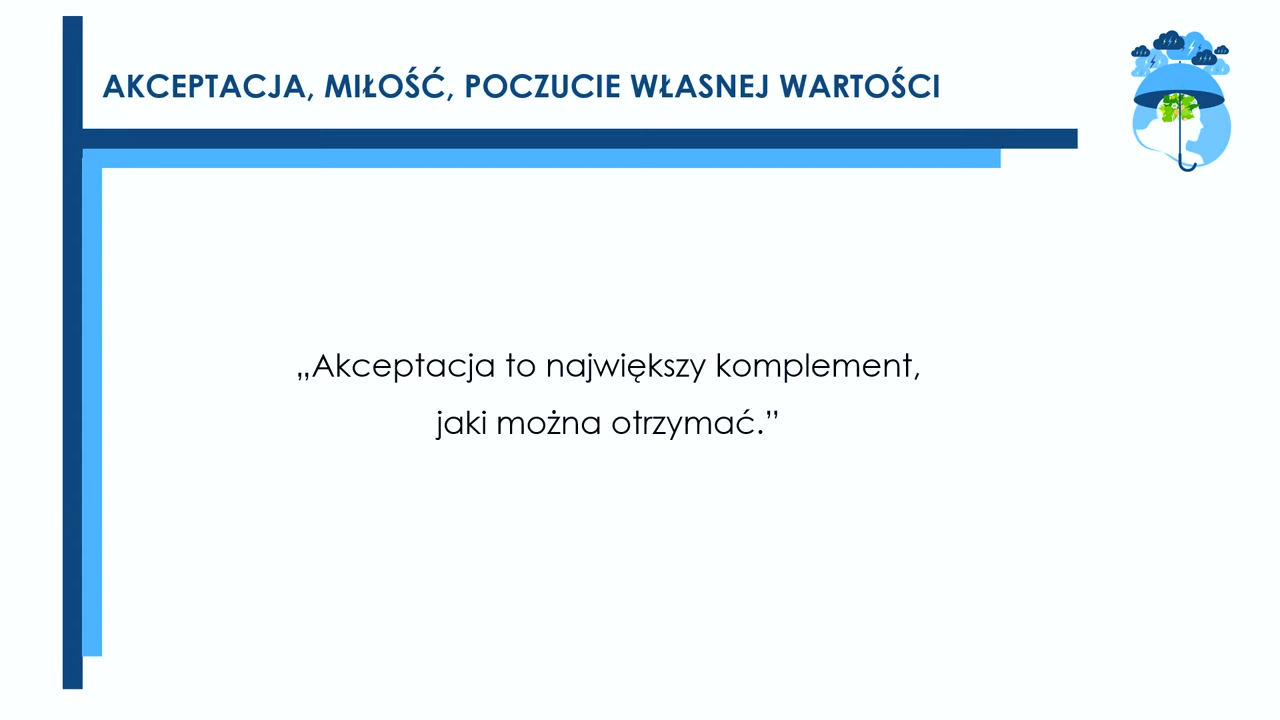 AKCEPTACJA, MIŁOŚĆ, POCZUCIE WŁASNEJ WARTOŚCI
„Akceptacja to największy komplement,
jaki można otrzymać.”